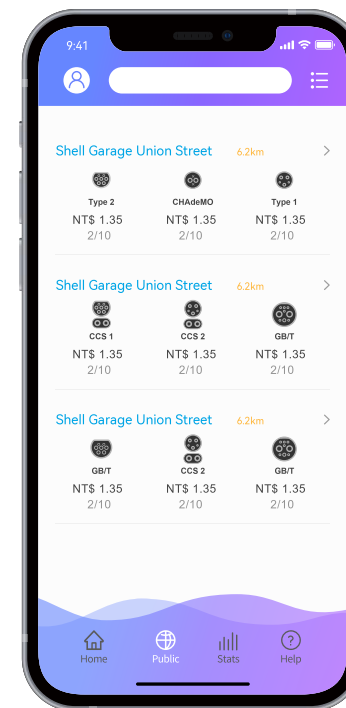 9:41
Shell Garage Union Street 6.2km
Type 2 CHAdeMO Type 1
NT$ 1.35 NT$ 1.35 NT$ 1.35
2/10 2/10 2/10
Shell Garage Union Street 6.2km
CCS 1 CCS 2 GB/T
NT$ 1.35 NT$ 1.35 NT$ 1.35
2/10 2/10 2/10
Shell Garage Union Street 6.2km
GB/T CCS 2 GB/T
NT$ 1.35 NT$ 1.35 NT$ 1.35
2/10 2/10 2/10
Home Public Stats Help